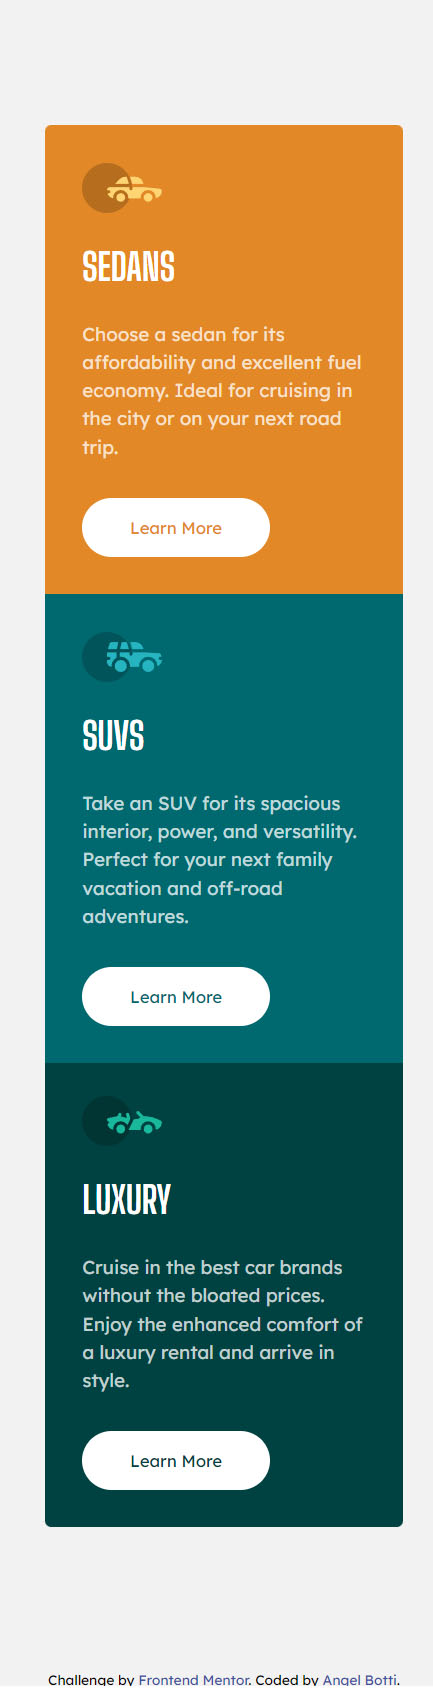 SEDANS
Choose a sedan for its
affordability and excellent fuel
economy. Ideal for cruising in
the city or on your next road
trip.
Learn More
SUVS
Take an SUV for its spacious
interior, power, and versatility.
Perfect for your next family
vacation and off-road
adventures.
Learn More
LUXURY
Cruise in the best car brands
without the bloated prices.
Enjoy the enhanced comfort of
a luxury rental and arrive in
style.
Learn More
Challenge by Frontend Mentor. Coded by Angel Botti.